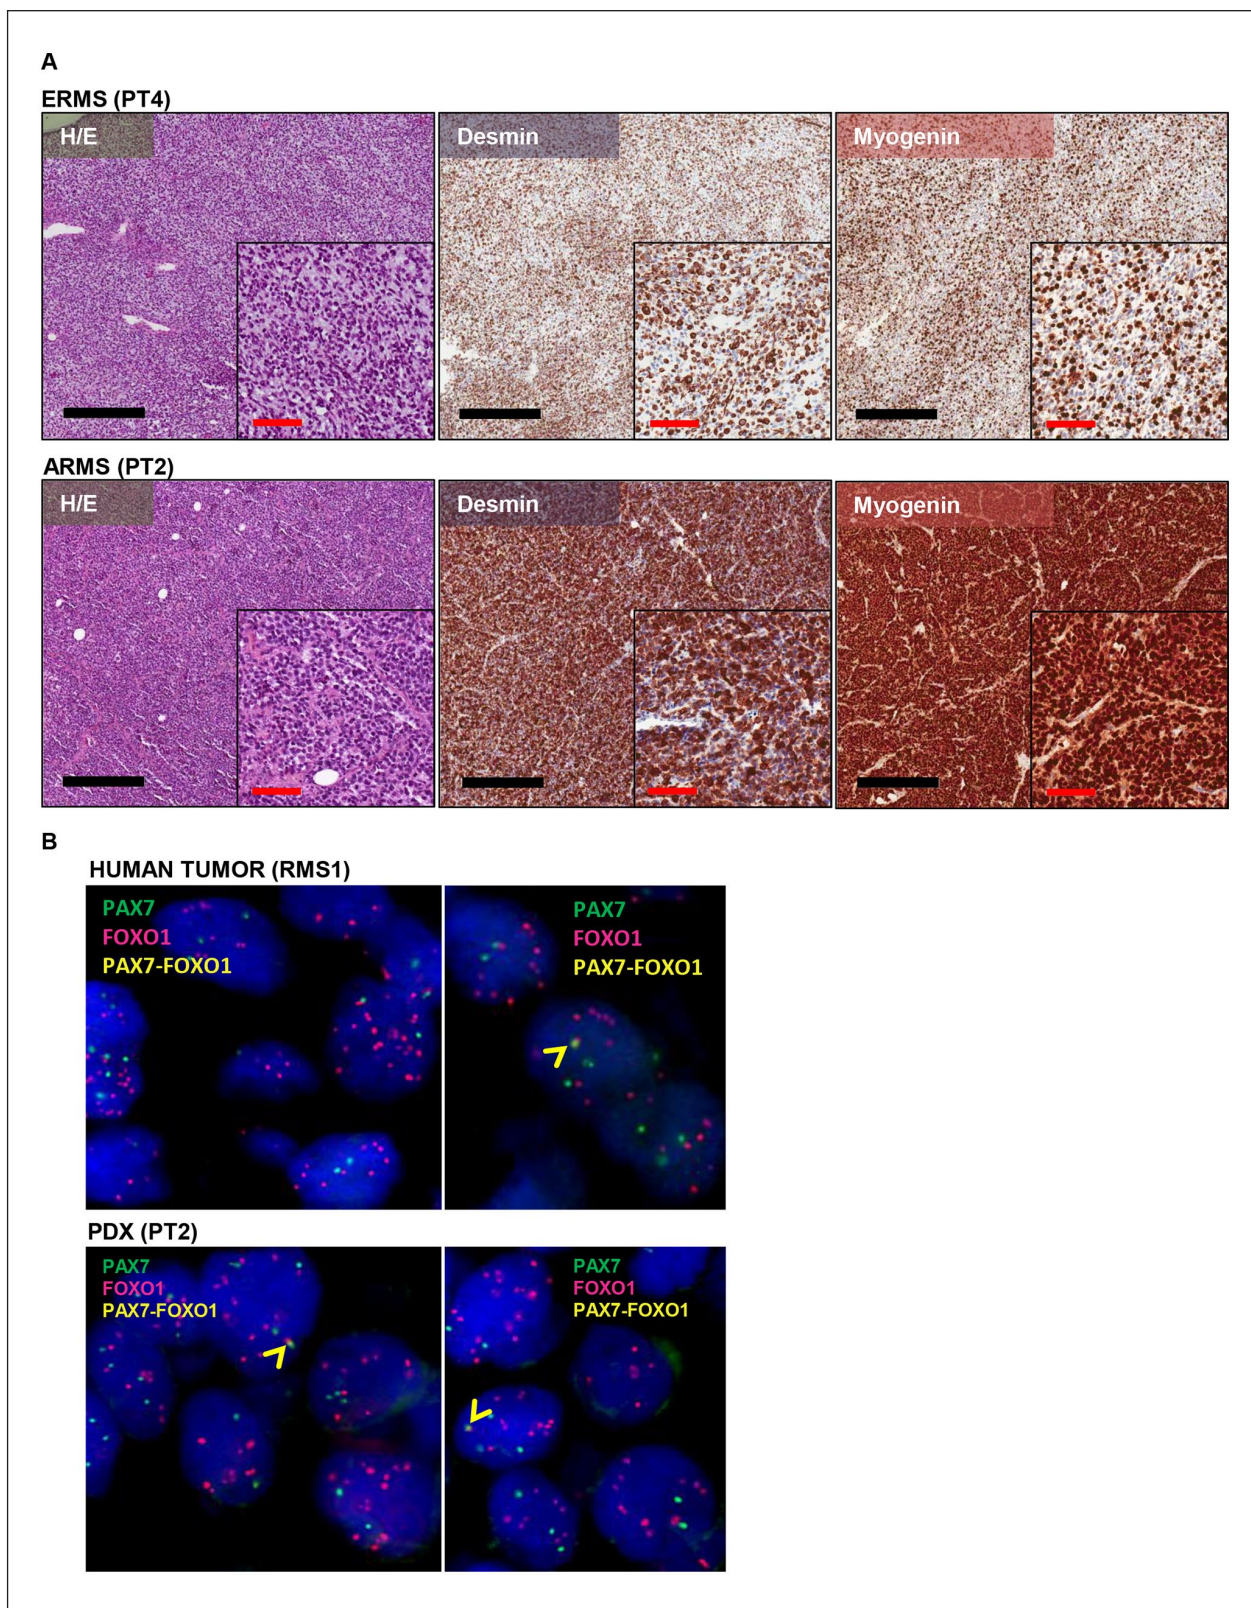 A
ERMS (PT4)
H/E
Desmin
Myogenin
ARMS (PT2)
H/E
Desmin
Myogenin
B
HUMAN TUMOR (RMS1)
PAX7
FOXO1
PAX7-FOXO1
PAX7
FOXO1
PAX7-FOXO1
PDX (PT2)
PAX7
FOXO1
PAX7-FOXO1
PAX7
FOXO1
PAX7-FOXO1